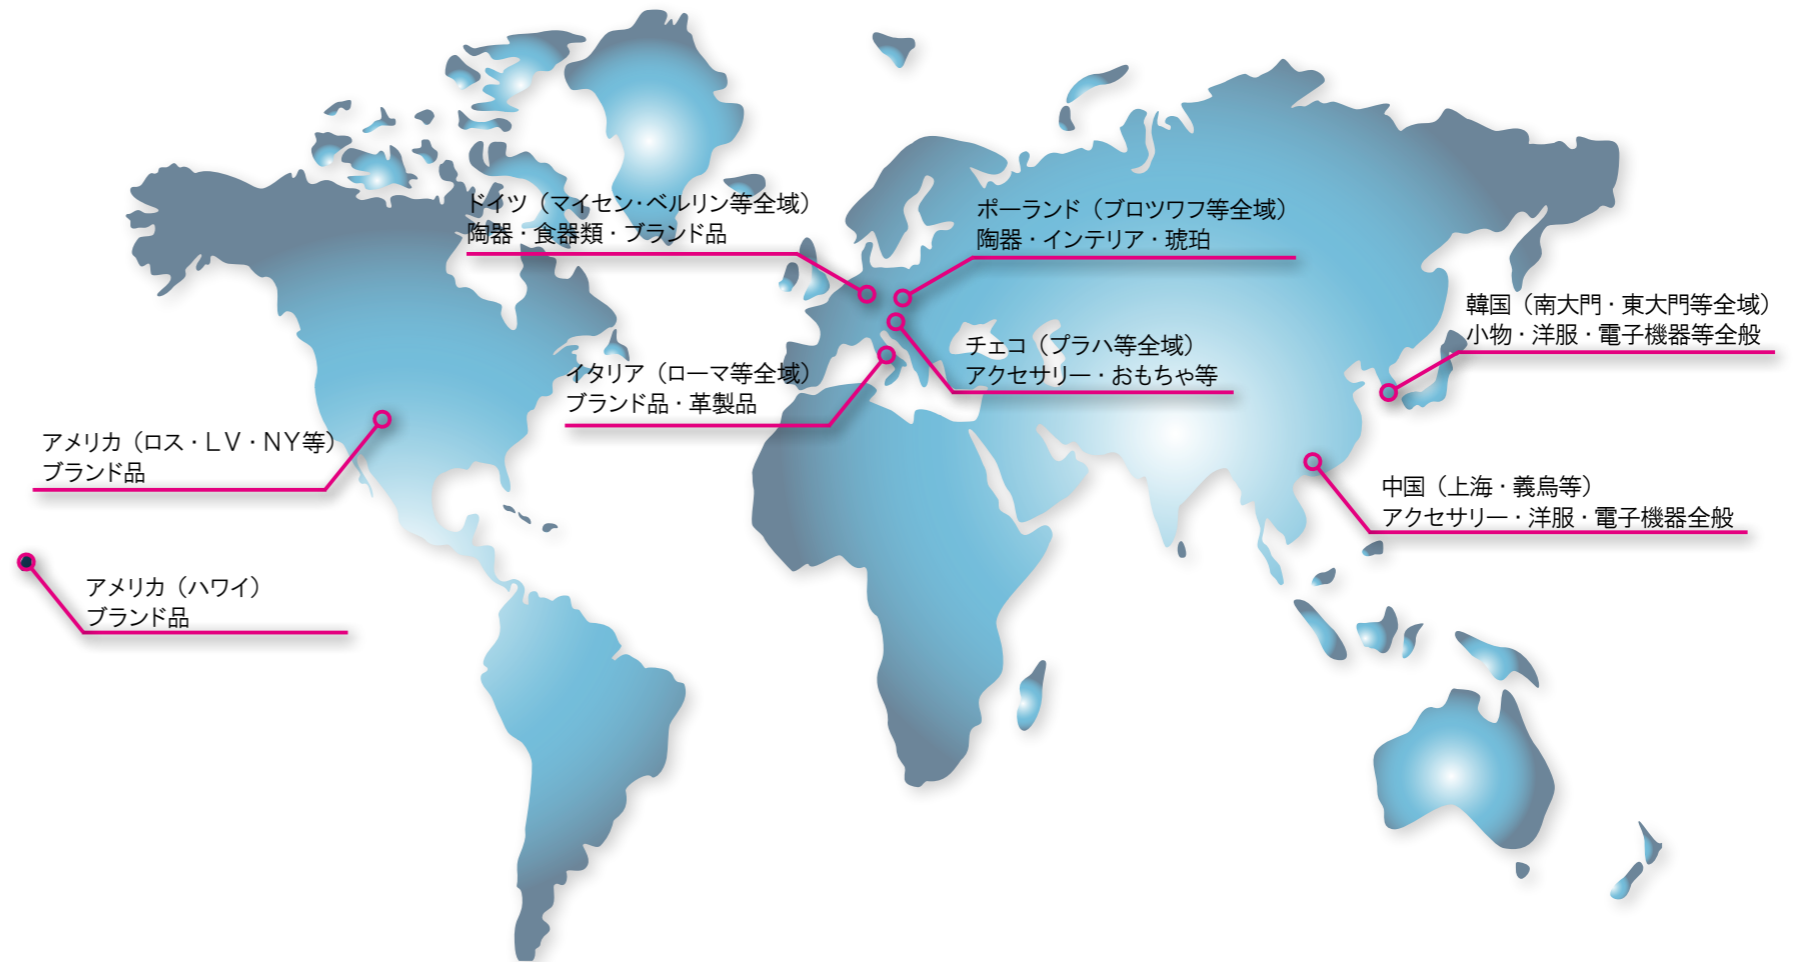 ドイツ（マイセン・ベルリン等全域）
陶器・食器類・ブランド品
ポーランド（ブロツワフ等全域）
陶器・インテリア・琥珀
韓国（南大門・東大門等全域）
小物・洋服・電子機器等全般
チェコ（プラハ等全域）
アクセサリー・おもちゃ等
イタリア（ローマ等全域）
ブランド品・革製品
アメリカ（ロス・ＬＶ・ＮＹ等）
ブランド品
中国（上海・義烏等）
アクセサリー・洋服・電子機器全般
アメリカ（ハワイ）
ブランド品